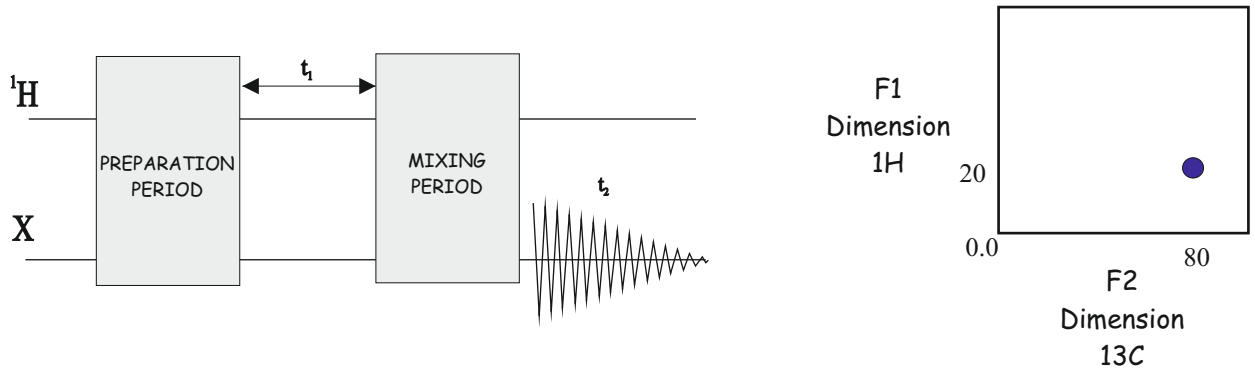 ¹H
t₁
PREPARATION
PERIOD
MIXING
PERIOD
X
t₂
F1
Dimension
1H
20
0.0
80
F2
Dimension
13C